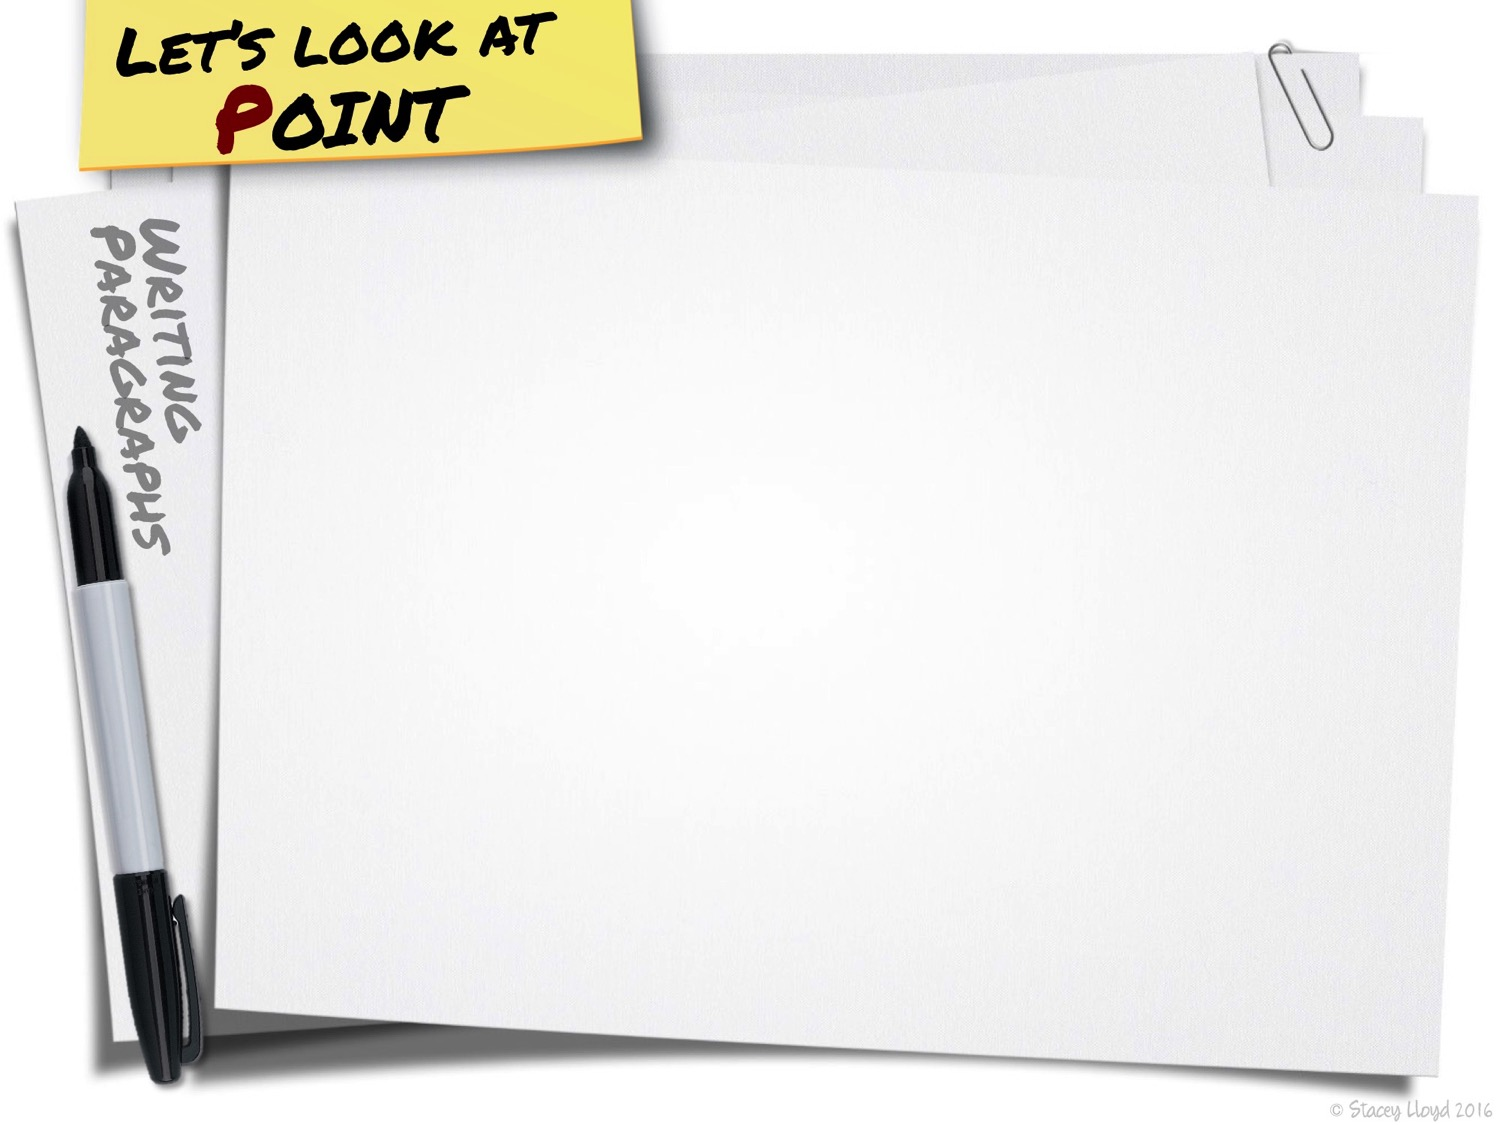 LET'S LOOK AT
POINT
WRITING
PARAGRAPHS
© Stacey Lloyd 2016